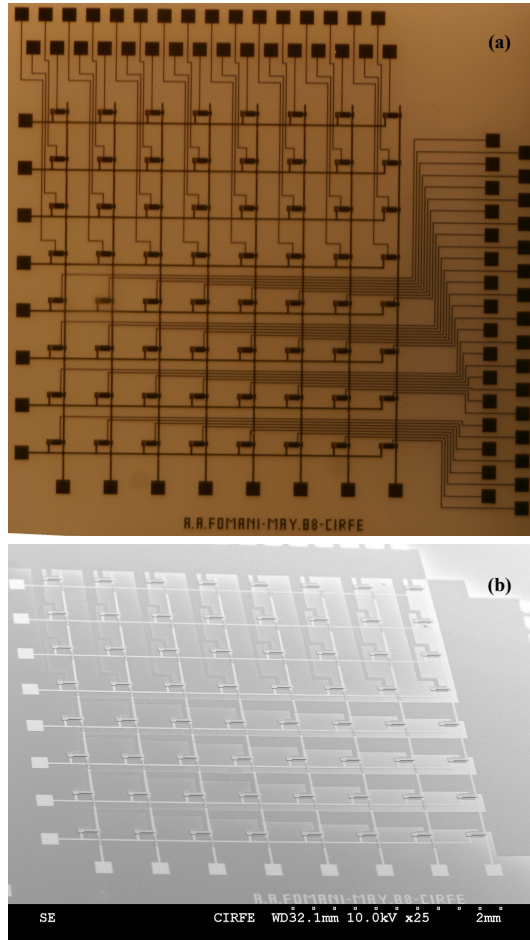 (a)
A.A.FOMANI-MAY.08-CIRFE
(b)
A.A.FOMANI-MAY.08-CIRFE
SE CIRFE WD32.1mm 10.0kV x25 2mm